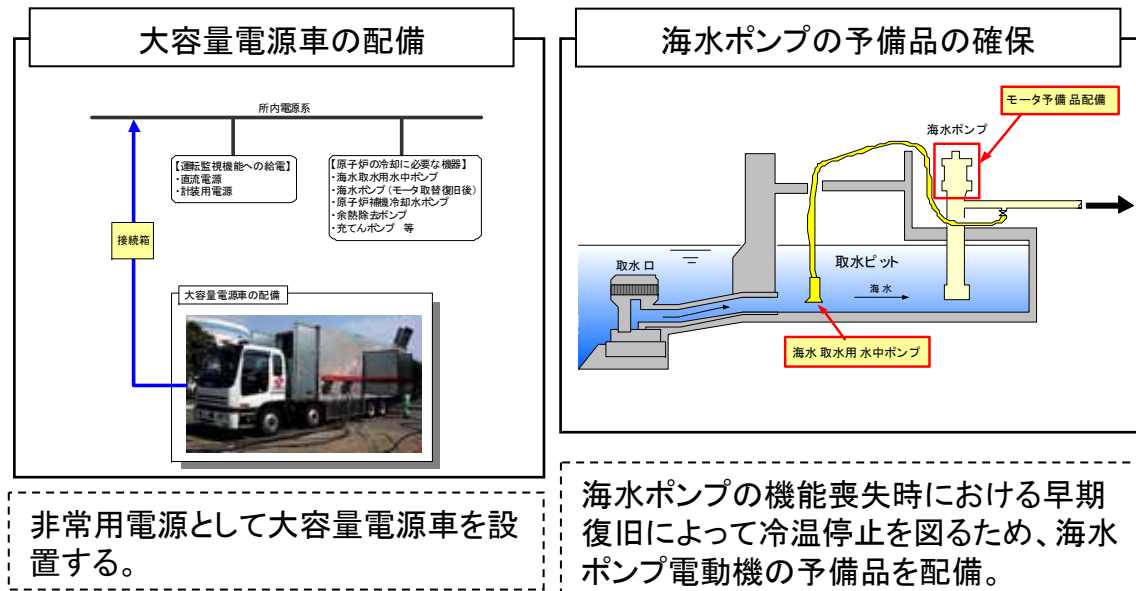 大容量電源車の配備
所内電源系
【運転監視機能への給電】
・直流電源
・計装用電源
【原子炉の冷却に必要な機器】
・海水取水用水中ポンプ
・海水ポンプ(モータ取替復旧後)
・原子炉補機冷却水ポンプ
・余熱除去ポンプ
・充てんポンプ 等
接続箱
大容量電源車の配備
非常用電源として大容量電源車を設
置する。
海水ポンプの予備品の確保
モータ予備品配備
海水ポンプ
取水口
取水ピット
海水
海水取水用水中ポンプ
海水ポンプの機能喪失時における早期
復旧によって冷温停止を図るため、海水
ポンプ電動機の予備品を配備。